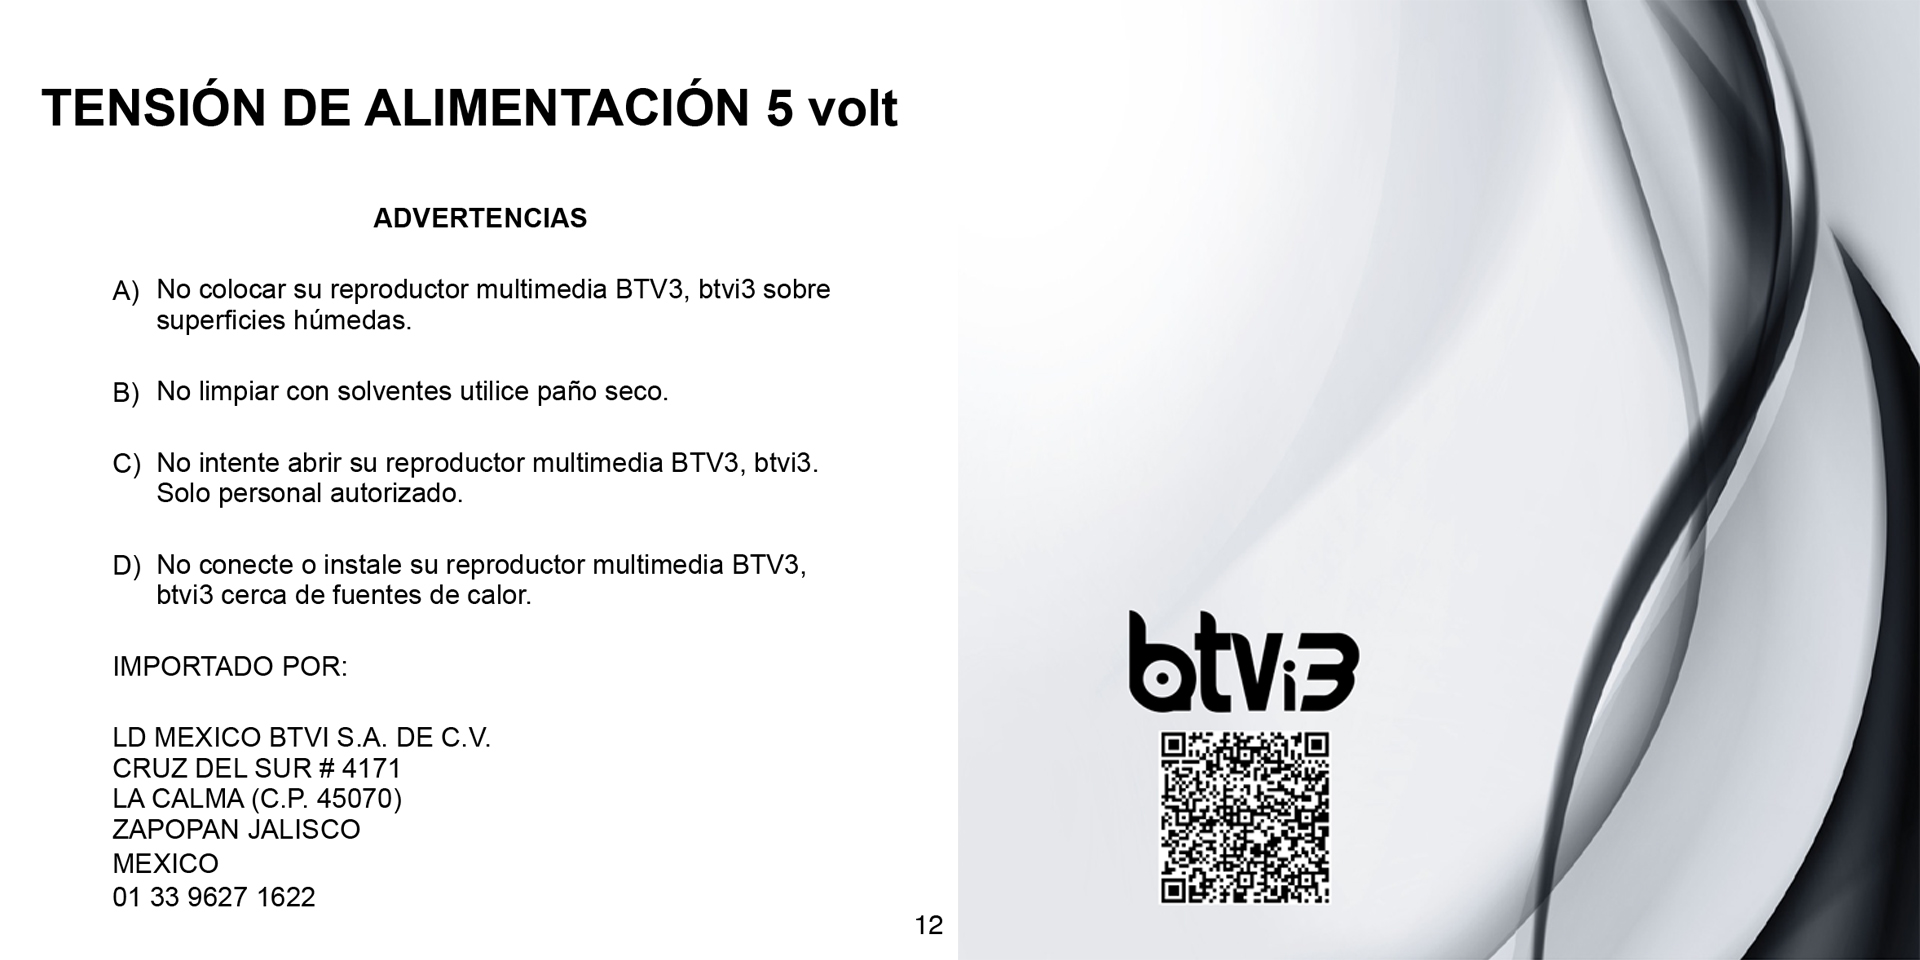 TENSIÓN DE ALIMENTACIÓN 5 volt
ADVERTENCIAS
A) No colocar su reproductor multimedia BTV3, btvi3 sobre
superficies húmedas.
B) No limpiar con solventes utilice paño seco.
C) No intente abrir su reproductor multimedia BTV3, btvi3.
Solo personal autorizado.
D) No conecte o instale su reproductor multimedia BTV3,
btvi3 cerca de fuentes de calor.
IMPORTADO POR:
LD MEXICO BTVI S.A. DE C.V.
CRUZ DEL SUR # 4171
LA CALMA (C.P. 45070)
ZAPOPAN JALISCO
MEXICO
01 33 9627 1622
12
btvi3